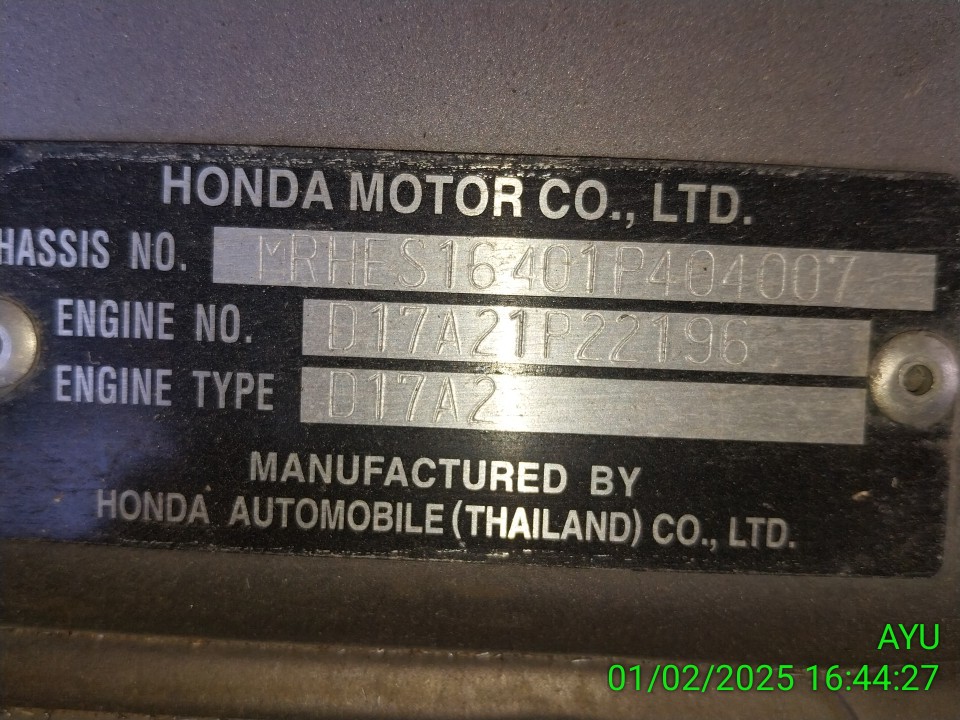 HONDA MOTOR CO., LTD.
HASSIS NO. MRHES16401P404007
ENGINE NO. D17A21P22196
ENGINE TYPE D17A2
MANUFACTURED BY
HONDA AUTOMOBILE (THAILAND) CO., LTD.
AYU
01/02/2025 16:44:27